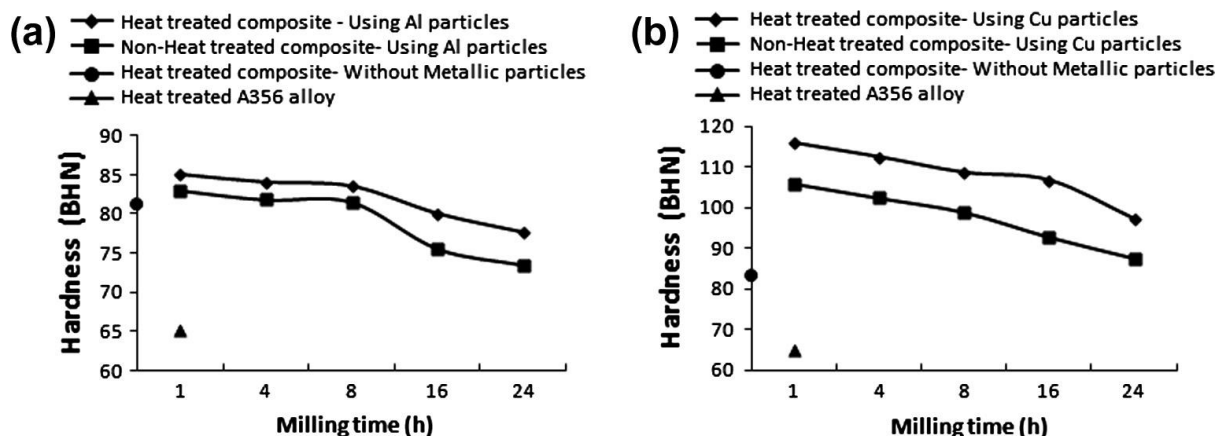 (a)
Heat treated composite - Using Al particles
Non-Heat treated composite- Using Al particles
Heat treated composite- Without Metallic particles
Heat treated A356 alloy
Hardness (BHN)
90
85
80
75
70
65
60
1 4 8 16 24
Milling time (h)
(b)
Heat treated composite- Using Cu particles
Non-Heat treated composite- Using Cu particles
Heat treated composite- Without Metallic particles
Heat treated A356 alloy
Hardness (BHN)
120
110
100
90
80
70
60
1 4 8 16 24
Milling time (h)